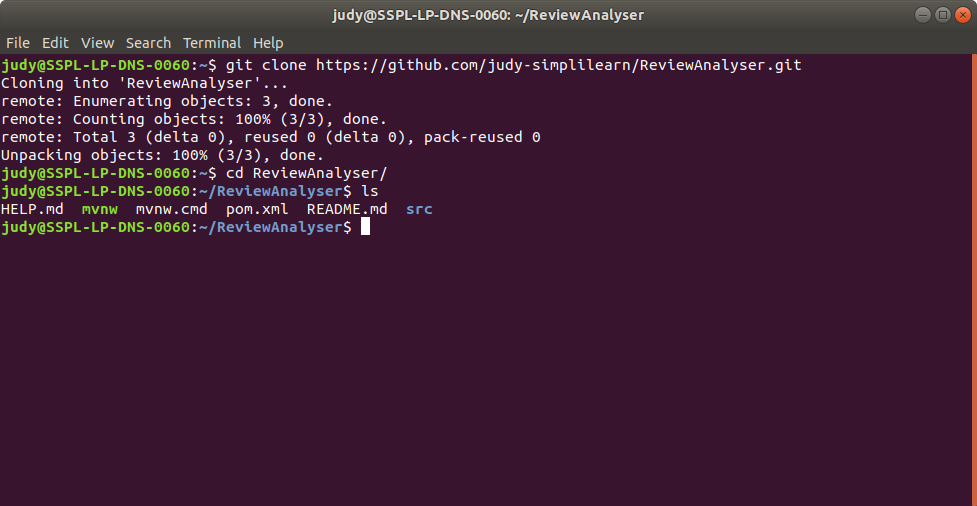 judy@SSPL-LP-DNS-0060: ~/ReviewAnalyser
File Edit View Search Terminal Help
judy@SSPL-LP-DNS-0060:~$ git clone https://github.com/judy-simplilearn/ReviewAnalyser.git
Cloning into 'ReviewAnalyser'...
remote: Enumerating objects: 3, done.
remote: Counting objects: 100% (3/3), done.
remote: Total 3 (delta 0), reused 0 (delta 0), pack-reused 0
Unpacking objects: 100% (3/3), done.
judy@SSPL-LP-DNS-0060:~$ cd ReviewAnalyser/
judy@SSPL-LP-DNS-0060:~/ReviewAnalyser$ ls
HELP.md  mvnw  mvnw.cmd  pom.xml  README.md  src
judy@SSPL-LP-DNS-0060:~/ReviewAnalyser$